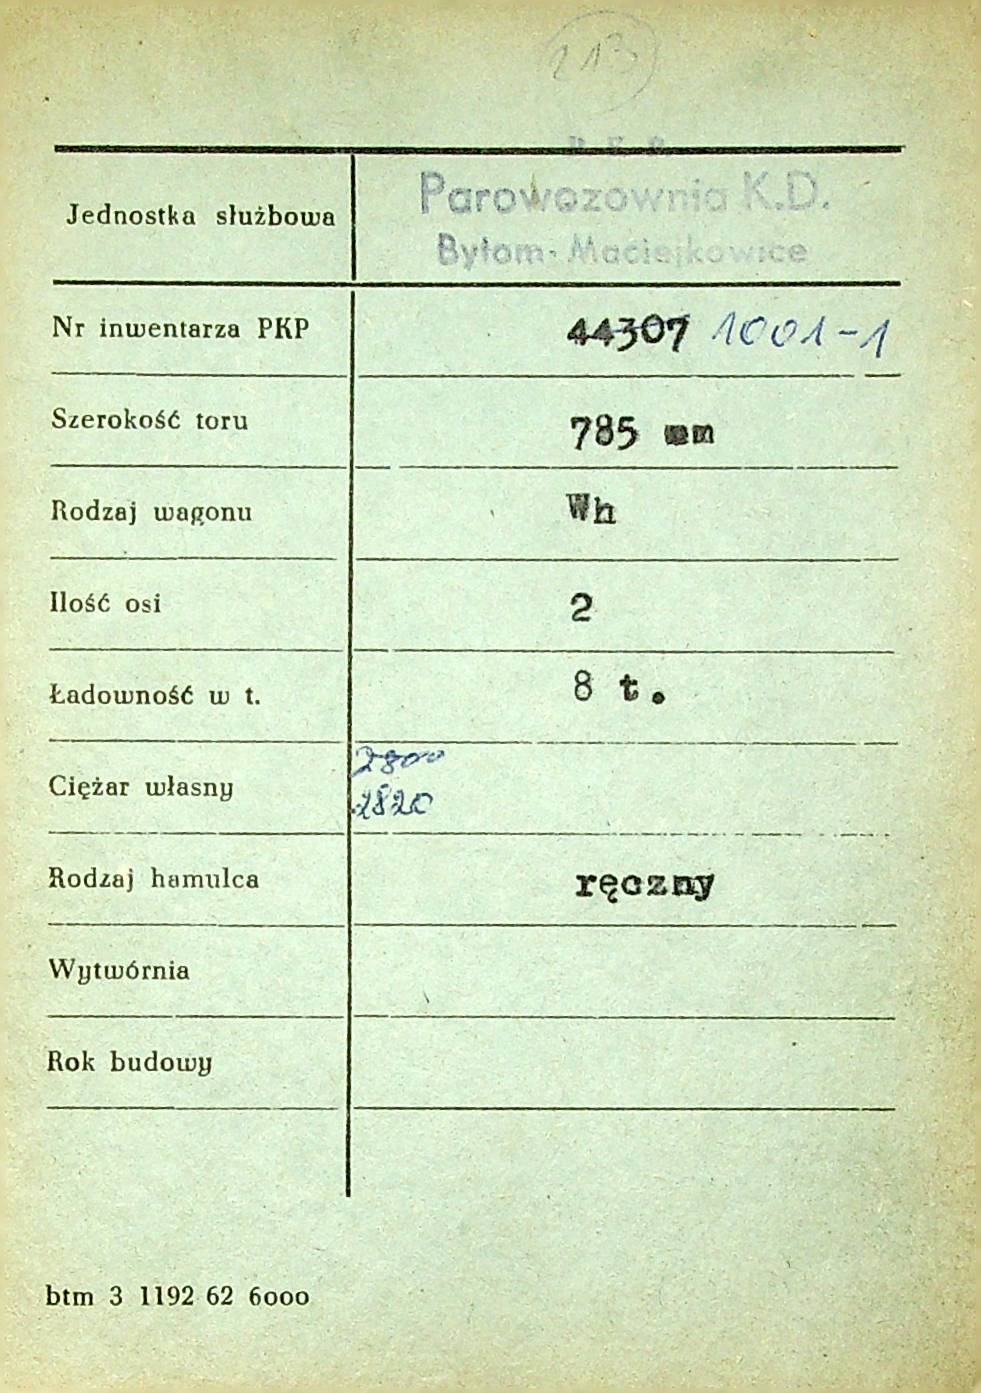 213
Jednostka służbowa
Parowozownia K.D.
Bytom-Maciejkowice
Nr inwentarza PKP 44307 1001-1
Szerokość toru 785 mm
Rodzaj wagonu Wh
Ilość osi 2
Ładowność w t. 8 t.
Ciężar własny 2800
2820
Rodzaj hamulca ręczny
Wytwórnia
Rok budowy
btm 3 1192 62 6000